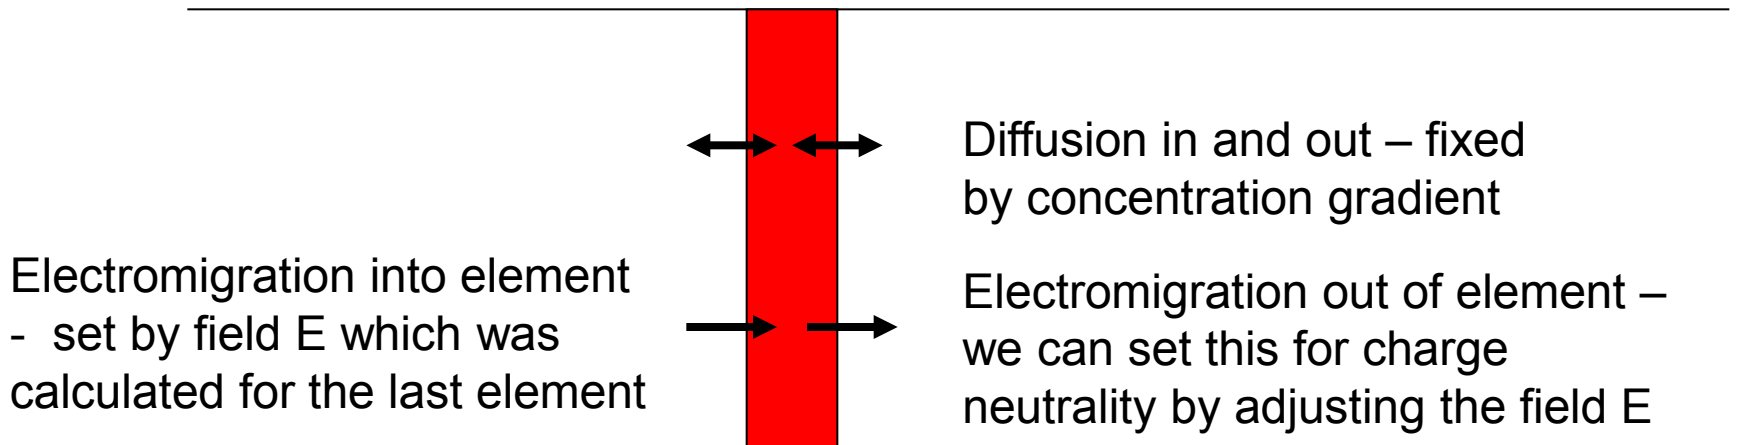 Diffusion in and out – fixed
by concentration gradient
Electromigration into element
- set by field E which was
calculated for the last element
Electromigration out of element –
we can set this for charge
neutrality by adjusting the field E